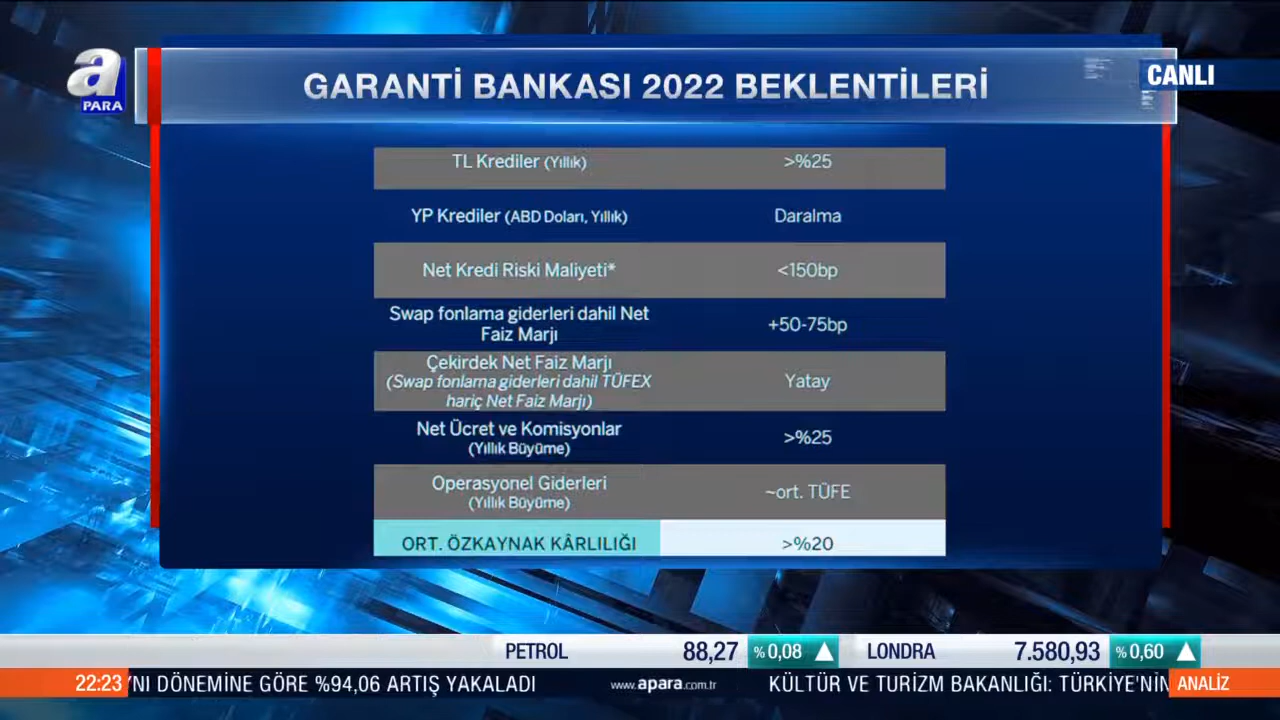 a
PARA
GARANTİ BANKASI 2022 BEKLENTİLERİ
CANLI
TL Krediler (Yıllık) >%25
YP Krediler (ABD Doları, Yıllık) Daralma
Net Kredi Riski Maliyeti* <150bp
Swap fonlama giderleri dahil Net
Faiz Marjı +50-75bp
Çekirdek Net Faiz Marjı
(Swap fonlama giderleri dahil TÜFEX
hariç Net Faiz Marjı) Yatay
Net Ücret ve Komisyonlar
(Yıllık Büyüme) >%25
Operasyonel Giderleri
(Yıllık Büyüme) ~ort. TÜFE
ORT. ÖZKAYNAK KÂRLILIĞI >%20
PETROL 88,27 %0,08 LONDRA 7.580,93 %0,60
22:23 DÖNEMİNE GÖRE %94,06 ARTIŞ YAKALADI www.apara.com.tr KÜLTÜR VE TURİZM BAKANLIĞI: TÜRKİYE'NİN ANALİZ